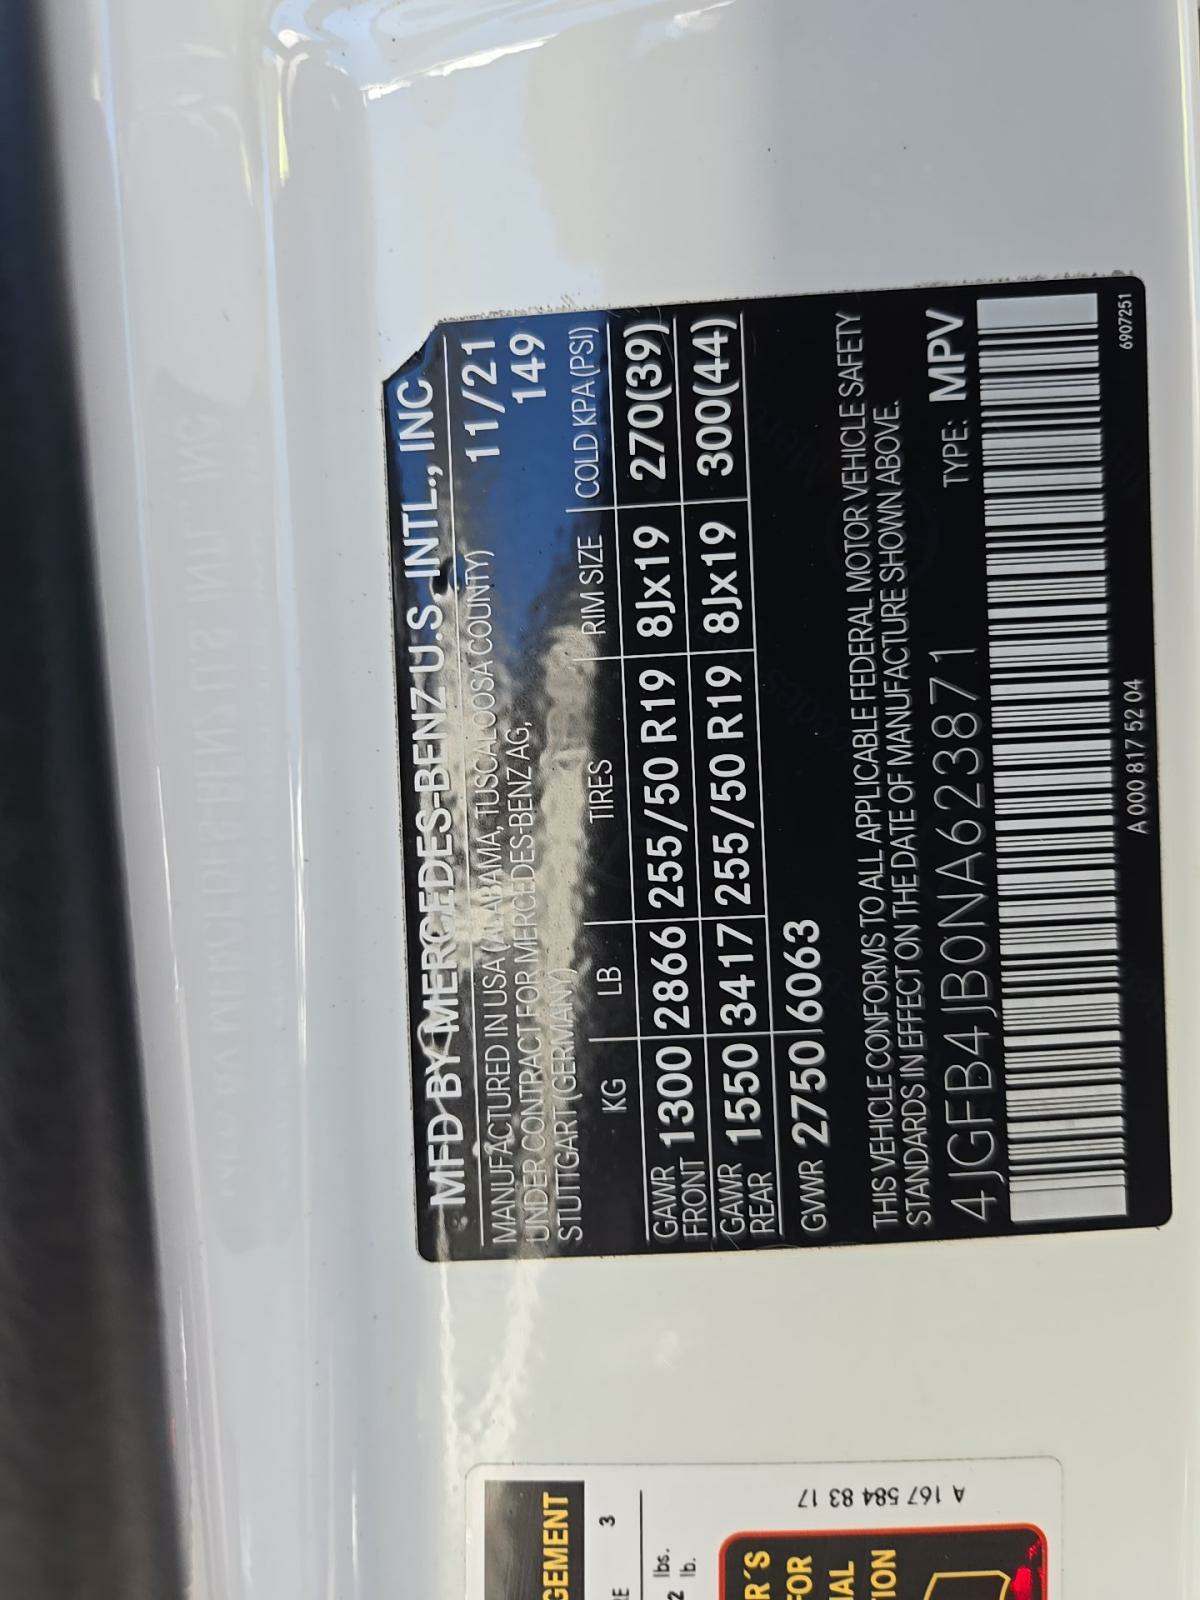 MFD BY MERCEDES-BENZ U.S. INTL., INC
MANUFACTURED IN USA (ALABAMA, TUSCALOOSA COUNTY) 11/21
UNDER CONTRACT FOR MERCEDES-BENZ AG, 149
STUTTGART (GERMANY)
KG LB TIRES RIM SIZE COLD KPA(PSI)
GAWR FRONT 1300 2866 255/50 R19 8Jx19 270(39)
GAWR REAR 1550 3417 255/50 R19 8Jx19 300(44)
GVWR 2750 6063
THIS VEHICLE CONFORMS TO ALL APPLICABLE FEDERAL MOTOR VEHICLE SAFETY
STANDARDS IN EFFECT ON THE DATE OF MANUFACTURE SHOWN ABOVE.
4JGFB4JB0NA623871 TYPE: MPV
A 000 817 52 04 6907251
GEMENT
RE 3
lbs.
2 lb.
R'S
FOR
IAL
TION
A 167 584 83 17